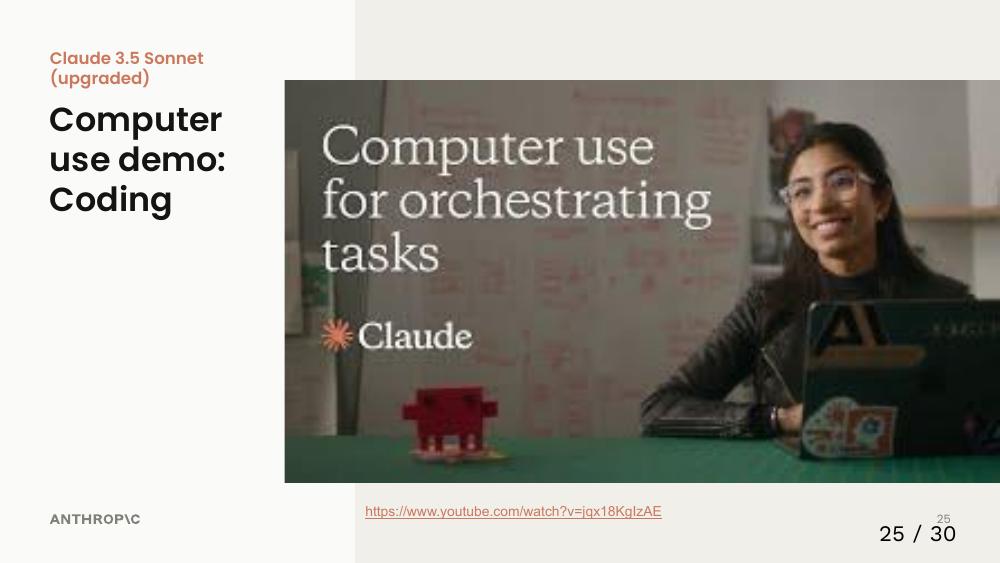 Claude 3.5 Sonnet
(upgraded)
Computer
use demo:
Coding
Computer use
for orchestrating
tasks
Claude
ANTHROP\C
https://www.youtube.com/watch?v=jqx18KgIzAE
25
25 / 30